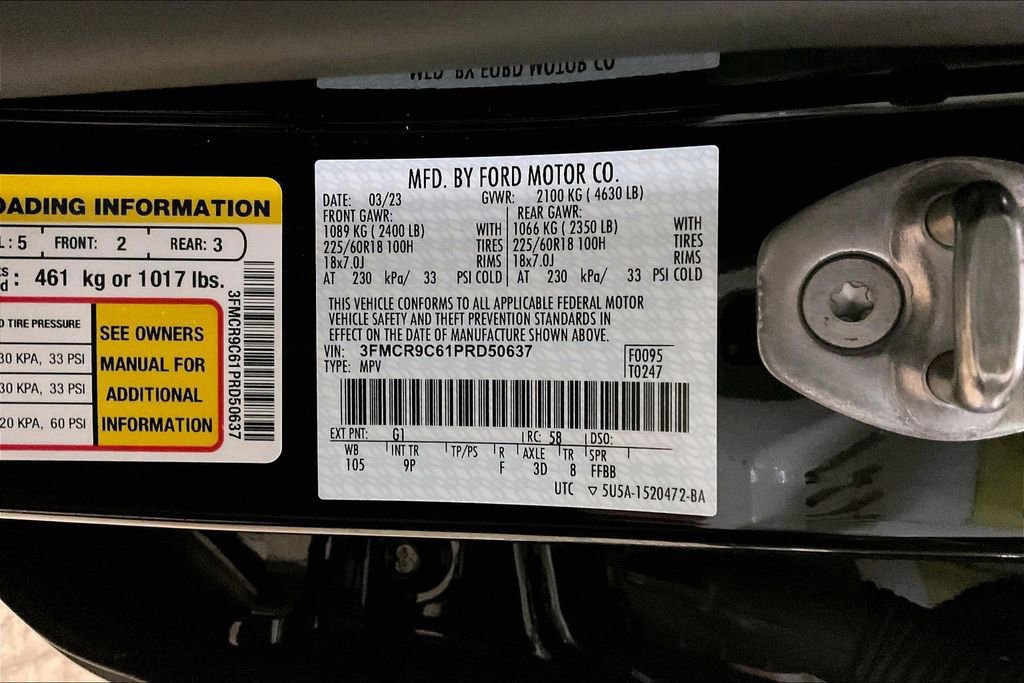 OADING INFORMATION
L : 5 FRONT: 2 REAR: 3
: 461 kg or 1017 lbs.
TIRE PRESSURE
30 KPA, 33 PSI
30 KPA, 33 PSI
20 KPA, 60 PSI
SEE OWNERS
MANUAL FOR
ADDITIONAL
INFORMATION
3FMCR9C61PRD50637
MFD. BY FORD MOTOR CO.
DATE: 03/23 GVWR: 2100 KG ( 4630 LB)
FRONT GAWR: REAR GAWR:
1089 KG ( 2400 LB) WITH 1066 KG ( 2350 LB) WITH
225/60R18 100H TIRES 225/60R18 100H TIRES
18x7.0J RIMS 18x7.0J RIMS
AT 230 kPa/ 33 PSI COLD AT 230 kPa/ 33 PSI COLD
THIS VEHICLE CONFORMS TO ALL APPLICABLE FEDERAL MOTOR
VEHICLE SAFETY AND THEFT PREVENTION STANDARDS IN
EFFECT ON THE DATE OF MANUFACTURE SHOWN ABOVE.
VIN: 3FMCR9C61PRD50637 F0095
TYPE: MPV T0247
EXT PNT: G1 RC: 58 DSO:
WB INT TR TP/PS R AXLE TR SPR
105 9P F 3D 8 FFBB
UTC ▽ 5U5A-1520472-BA